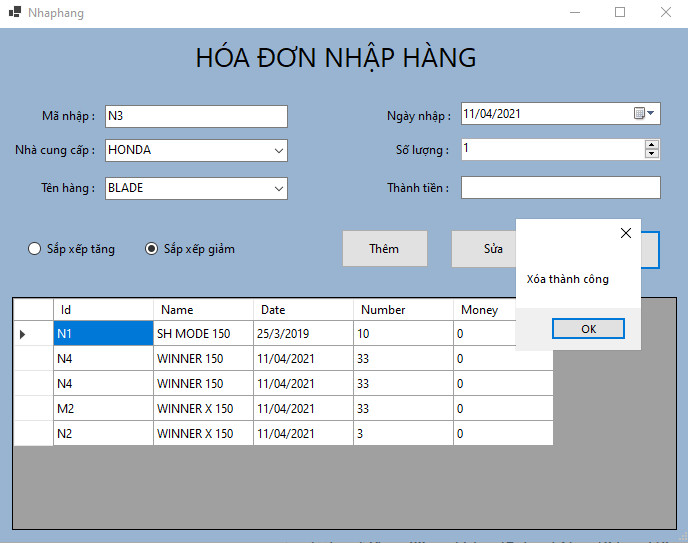 Nhaphang
HÓA ĐƠN NHẬP HÀNG
Mã nhập : N3 Ngày nhập : 11/04/2021
Nhà cung cấp : HONDA Số lượng : 1
Tên hàng : BLADE Thành tiền :
Sắp xếp tăng Sắp xếp giảm Thêm Sửa
Xóa thành công
OK
Id Name Date Number Money
N1 SH MODE 150 25/3/2019 10 0
N4 WINNER 150 11/04/2021 33 0
N4 WINNER 150 11/04/2021 33 0
M2 WINNER X 150 11/04/2021 33 0
N2 WINNER X 150 11/04/2021 3 0